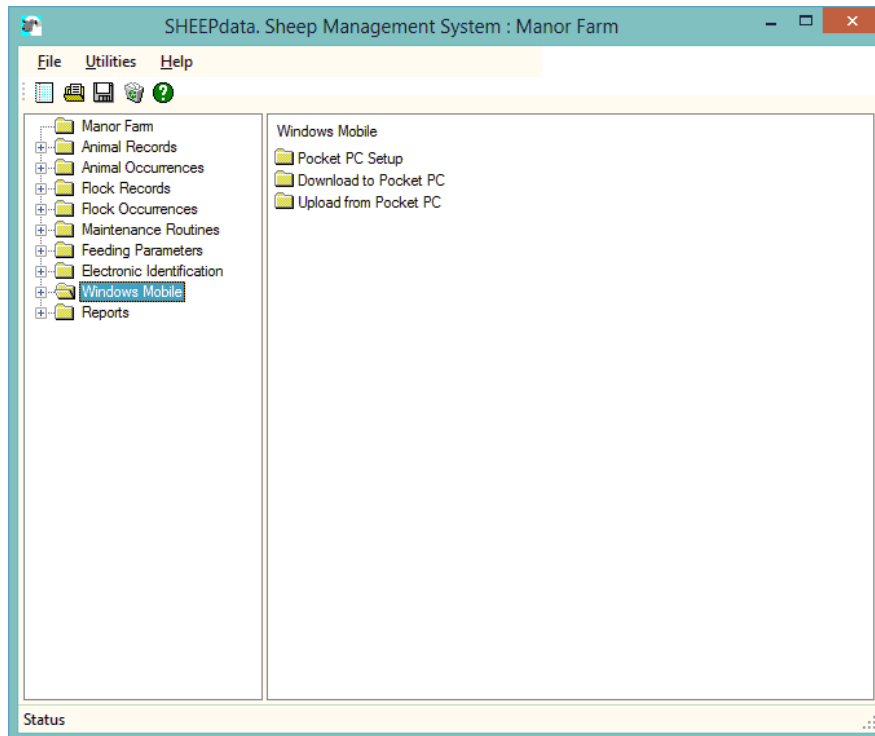 SHEEPdata. Sheep Management System : Manor Farm
File Utilities Help
Manor Farm
Animal Records
Animal Occurrences
Flock Records
Flock Occurrences
Maintenance Routines
Feeding Parameters
Electronic Identification
Windows Mobile
Reports
Windows Mobile
Pocket PC Setup
Download to Pocket PC
Upload from Pocket PC
Status